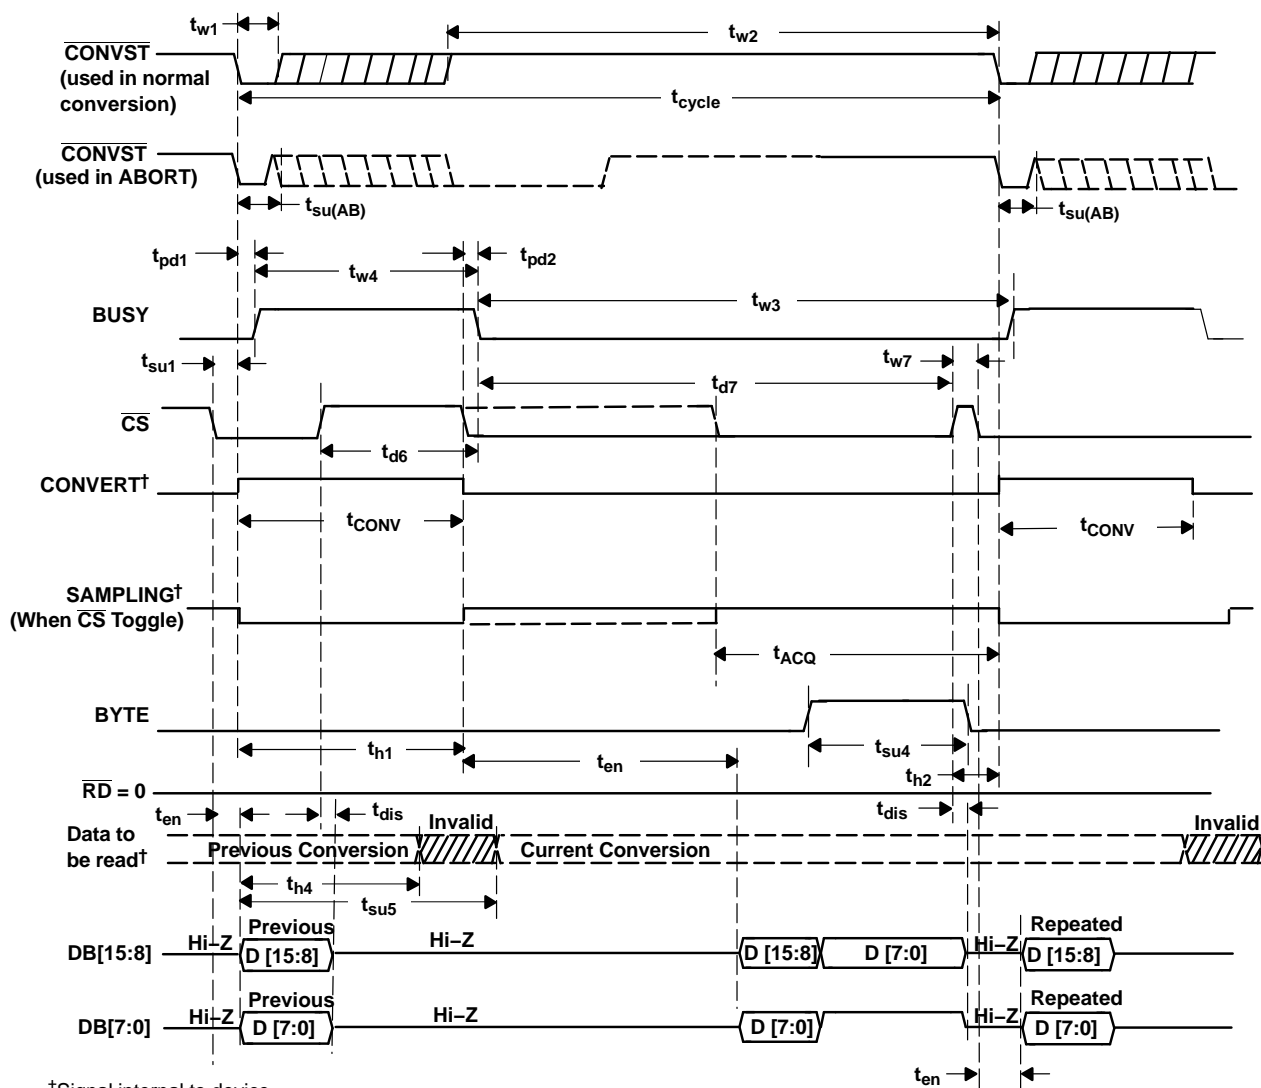 tw1
tw2
CONVST
(used in normal
conversion)
tcycle
CONVST
(used in ABORT)
tsu(AB)
tsu(AB)
tpd1
tpd2
tw4
tw3
BUSY
tsu1
tw7
td7
CS
td6
CONVERT†
tCONV
tCONV
SAMPLING†
(When CS Toggle)
tACQ
BYTE
th1
ten
tsu4
th2
RD = 0
ten
tdis
tdis
Data to
be read†
Invalid
Invalid
Previous Conversion
Current Conversion
th4
tsu5
Previous
Repeated
DB[15:8]
Hi–Z
D [15:8]
Hi–Z
D [15:8]
D [7:0]
Hi–Z
D [15:8]
Previous
Repeated
DB[7:0]
Hi–Z
D [7:0]
Hi–Z
D [7:0]
Hi–Z
D [7:0]
ten
†Signal internal to device